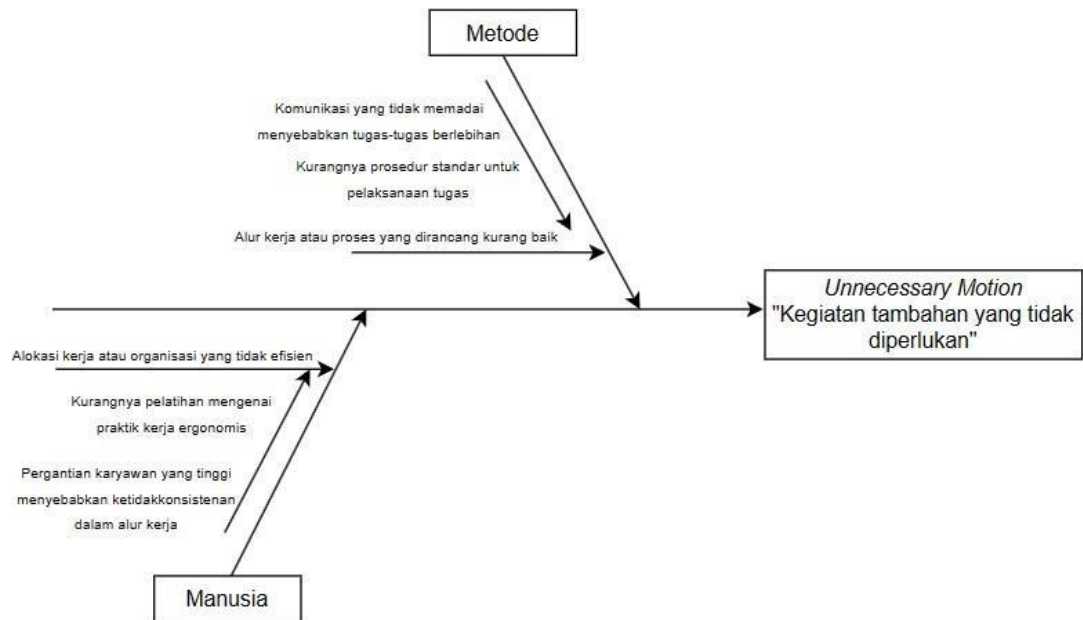 Metode
Komunikasi yang tidak memadai
menyebabkan tugas-tugas berlebihan
Kurangnya prosedur standar untuk
pelaksanaan tugas
Alur kerja atau proses yang dirancang kurang baik
Unnecessary Motion
"Kegiatan tambahan yang tidak
diperlukan"
Alokasi kerja atau organisasi yang tidak efisien
Kurangnya pelatihan mengenai
praktik kerja ergonomis
Pergantian karyawan yang tinggi
menyebabkan ketidakkonsistenan
dalam alur kerja
Manusia